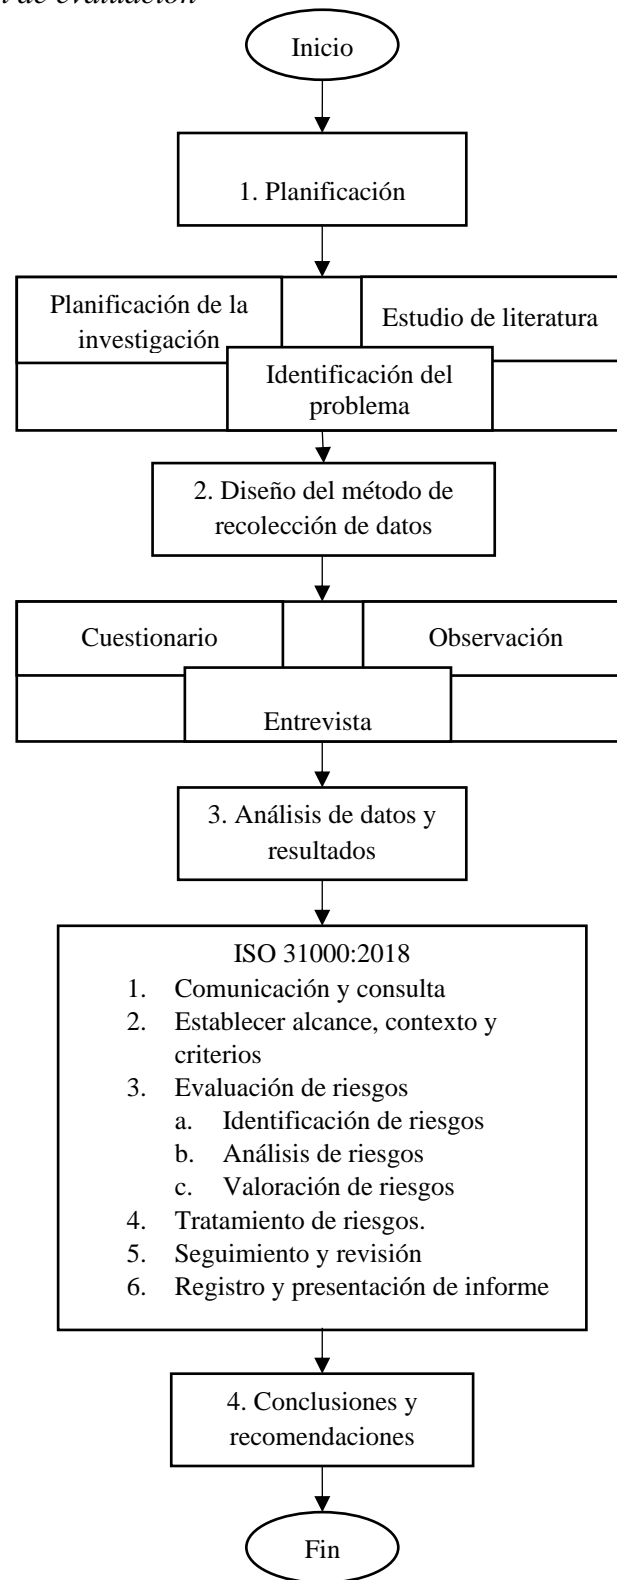 de evaluación
Inicio
1. Planificación
Planificación de la
investigación
Estudio de literatura
Identificación del
problema
2. Diseño del método de
recolección de datos
Cuestionario
Observación
Entrevista
3. Análisis de datos y
resultados
ISO 31000:2018
1. Comunicación y consulta
2. Establecer alcance, contexto y
criterios
3. Evaluación de riesgos
a. Identificación de riesgos
b. Análisis de riesgos
c. Valoración de riesgos
4. Tratamiento de riesgos.
5. Seguimiento y revisión
6. Registro y presentación de informe
4. Conclusiones y
recomendaciones
Fin